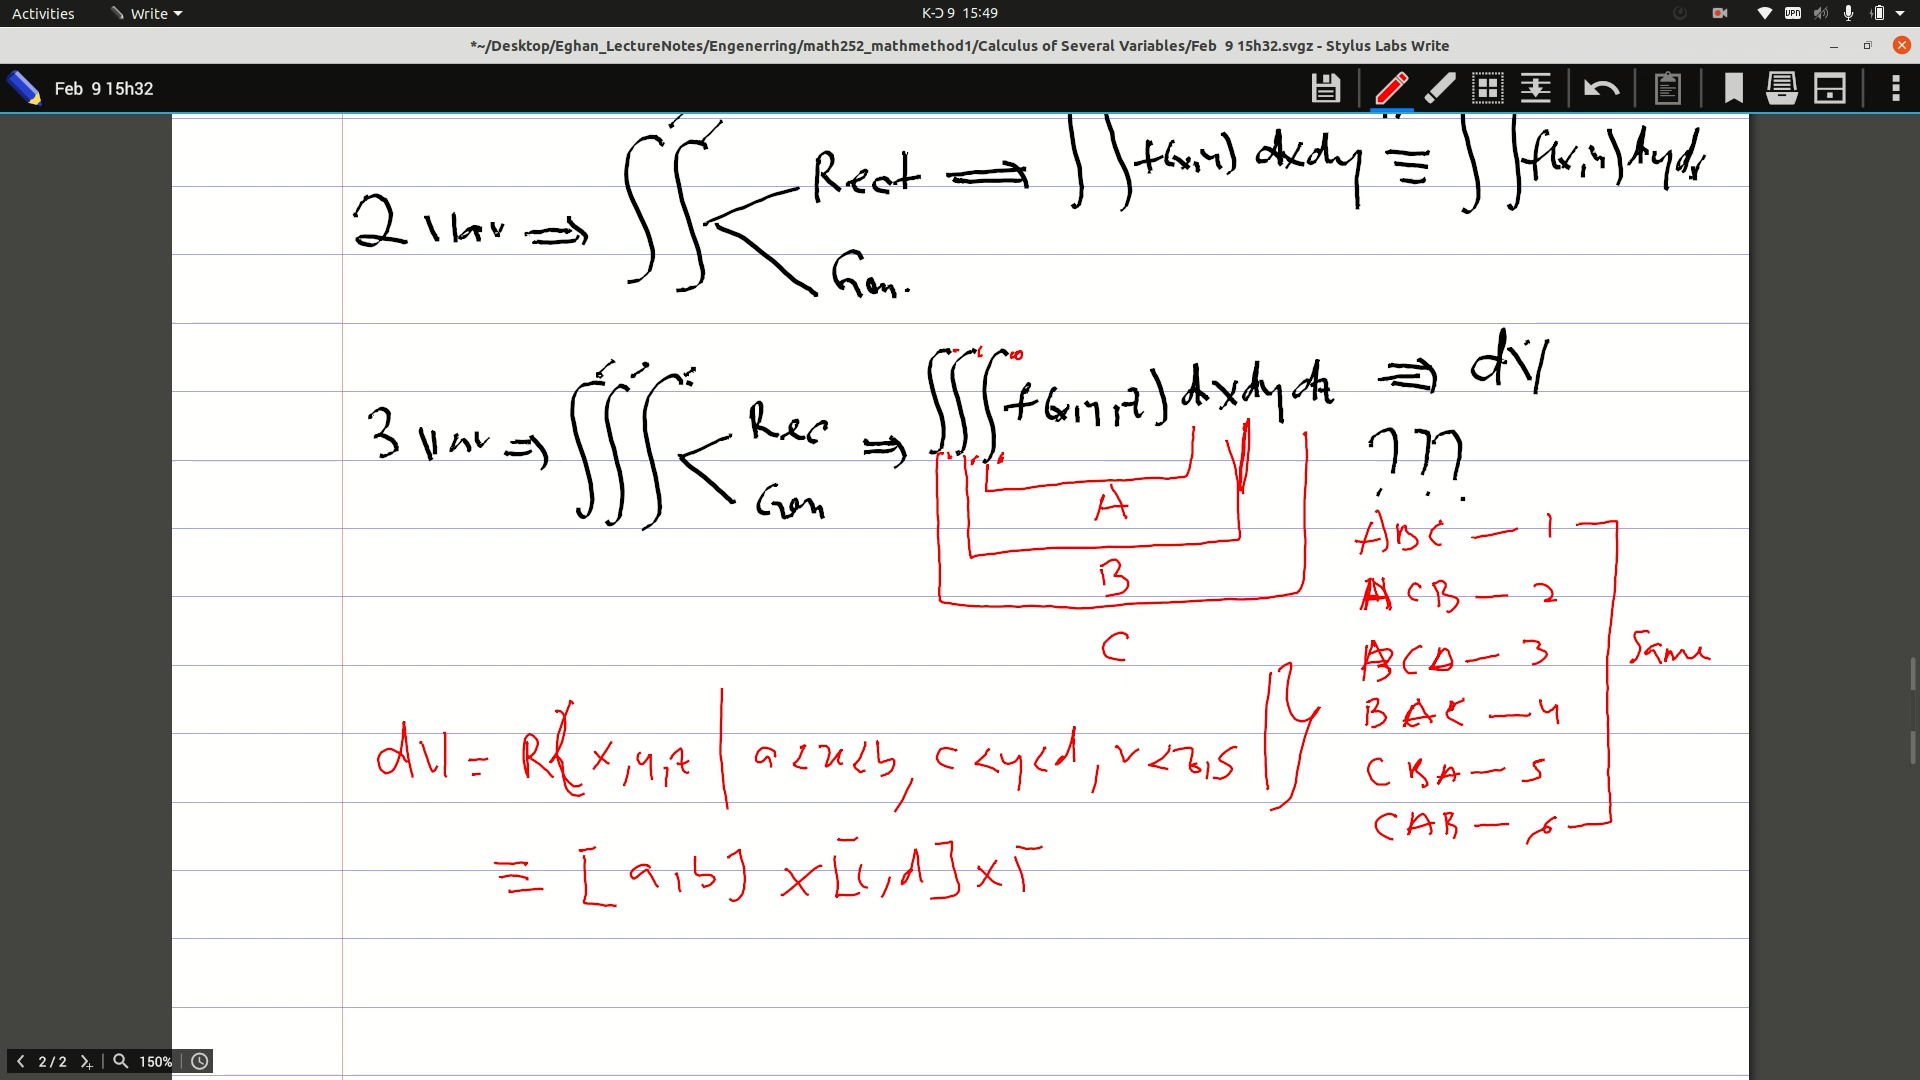 Activities Write K-Ɔ 9 15:49
*~/Desktop/Eghan_LectureNotes/Engenerring/math252_mathmethod1/Calculus of Several Variables/Feb 9 15h32.svgz - Stylus Labs Write
Feb 9 15h32
2 Var ⇒ ∫∫ Rect ⇒ ∫∫ f(x,y) dxdy ≡ ∫∫ f(x,y) dydx
Gen.
3 Var ⇒ ∫∫∫ Rec ⇒ ∫∫∫ f(x,y,z) dxdydz ⇒ dV
Gen
???
A
B
C
ABC — 1
ACB — 2
BCA — 3
BAC — 4
CBA — 5
CAB — 6
Same
dV = R{ x,y,z | a<x<b, c<y<d, r<z,s }
≡ [a,b] × [c,d] × [
2/2 150%